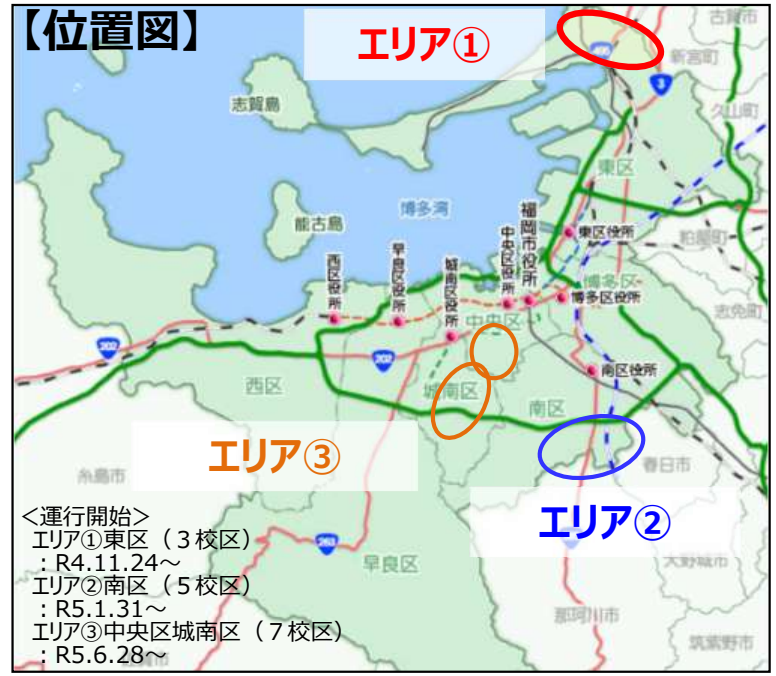 【位置図】
エリア①
古賀市
495
新宮町
3
志賀島
久山町
東区
能古島
博多湾
東区役所
粕屋町
西区役所
早良区役所
城南区役所
中央区役所
福岡市役所
博多区
博多区役所
志免町
中央区
202
202
南区役所
西区
城南区
南区
エリア③
糸島市
春日市
エリア②
<運行開始>
エリア①東区（３校区）
：R4.11.24～
エリア②南区（５校区）
：R5.1.31～
エリア③中央区城南区（７校区）
：R5.6.28～
263
早良区
大野城市
那珂川市
筑紫野市